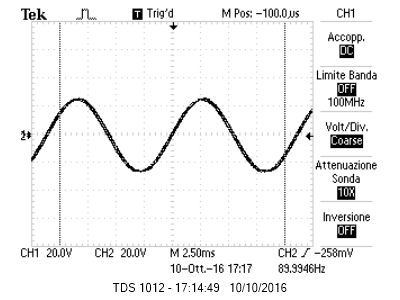 Tek Trig'd M Pos: -100.0us CH1
Accopp.
DC
Limite Banda
OFF
100MHz
2
Volt/Div.
Coarse
Attenuazione
Sonda
10X
Inversione
OFF
CH1 20.0V CH2 20.0V M 2.50ms CH2 -258mV
10-Ott.-16 17:17 89.9946Hz
TDS 1012 - 17:14:49 10/10/2016